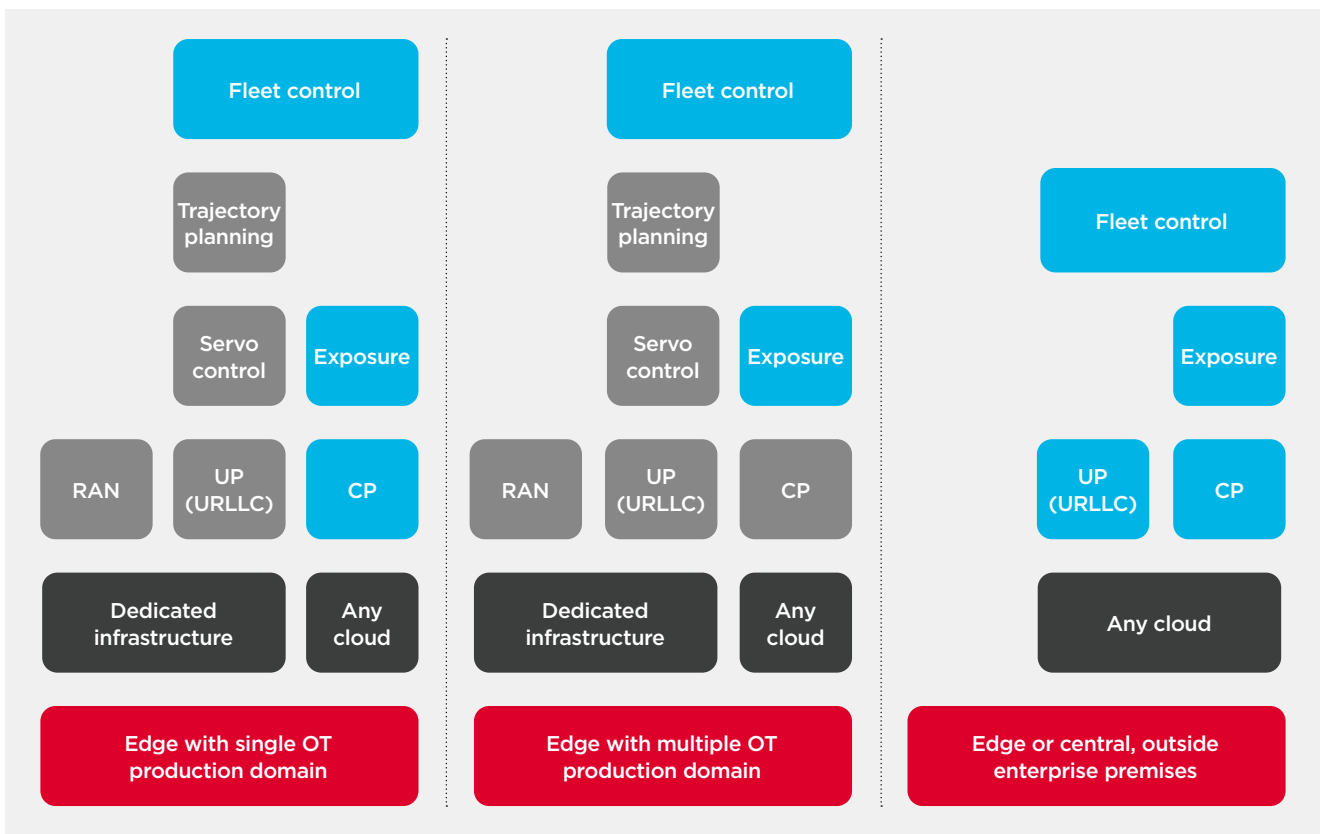 Fleet control
Trajectory
planning
Servo
control
Exposure
RAN
UP
(URLLC)
CP
Dedicated
infrastructure
Any
cloud
Edge with single OT
production domain
Fleet control
Trajectory
planning
Servo
control
Exposure
RAN
UP
(URLLC)
CP
Dedicated
infrastructure
Any
cloud
Edge with multiple OT
production domain
Fleet control
Exposure
UP
(URLLC)
CP
Any cloud
Edge or central, outside
enterprise premises